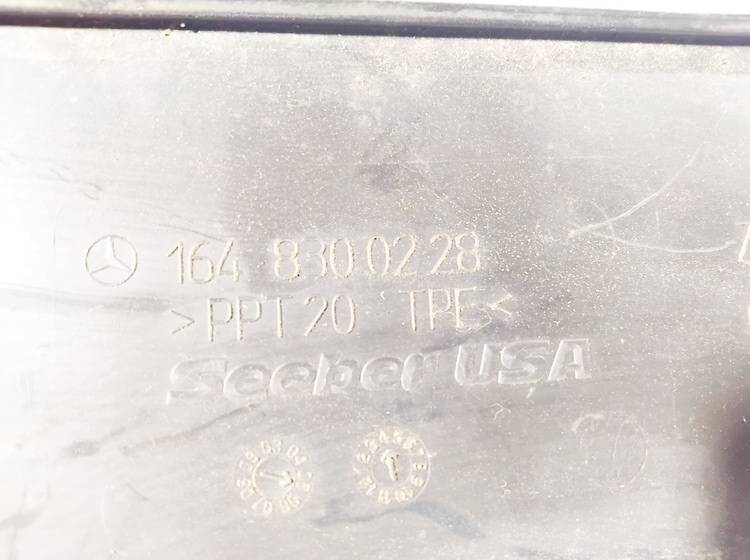 164 830 02 28
>PPT20 TPE<
Seeber USA